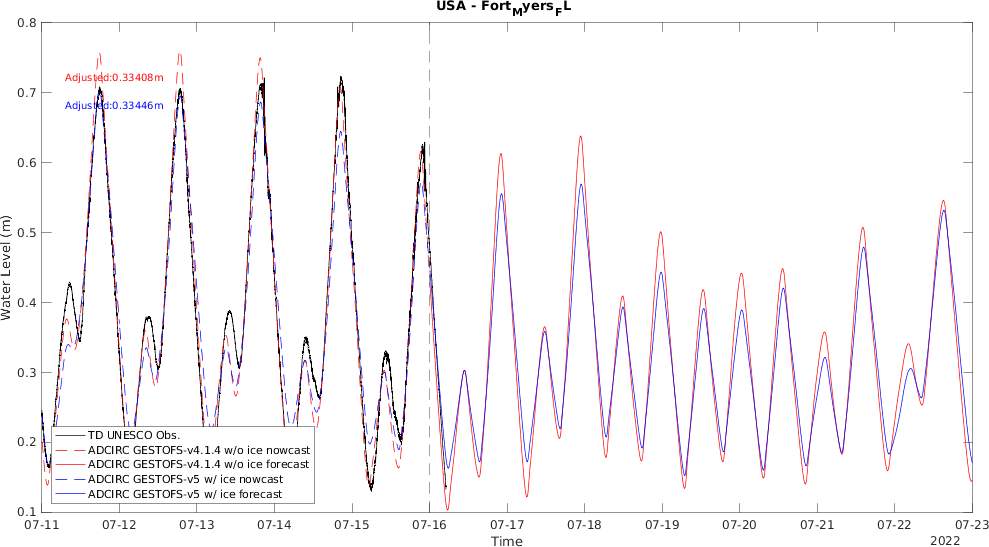 USA - FortMyersFL
Water Level (m)
0.8
0.7
0.6
0.5
0.4
0.3
0.2
0.1
Adjusted:0.33408m
Adjusted:0.33446m
TD UNESCO Obs.
ADCIRC GESTOFS-v4.1.4 w/o ice nowcast
ADCIRC GESTOFS-v4.1.4 w/o ice forecast
ADCIRC GESTOFS-v5 w/ ice nowcast
ADCIRC GESTOFS-v5 w/ ice forecast
07-11 07-12 07-13 07-14 07-15 07-16 07-17 07-18 07-19 07-20 07-21 07-22 07-23
Time
2022